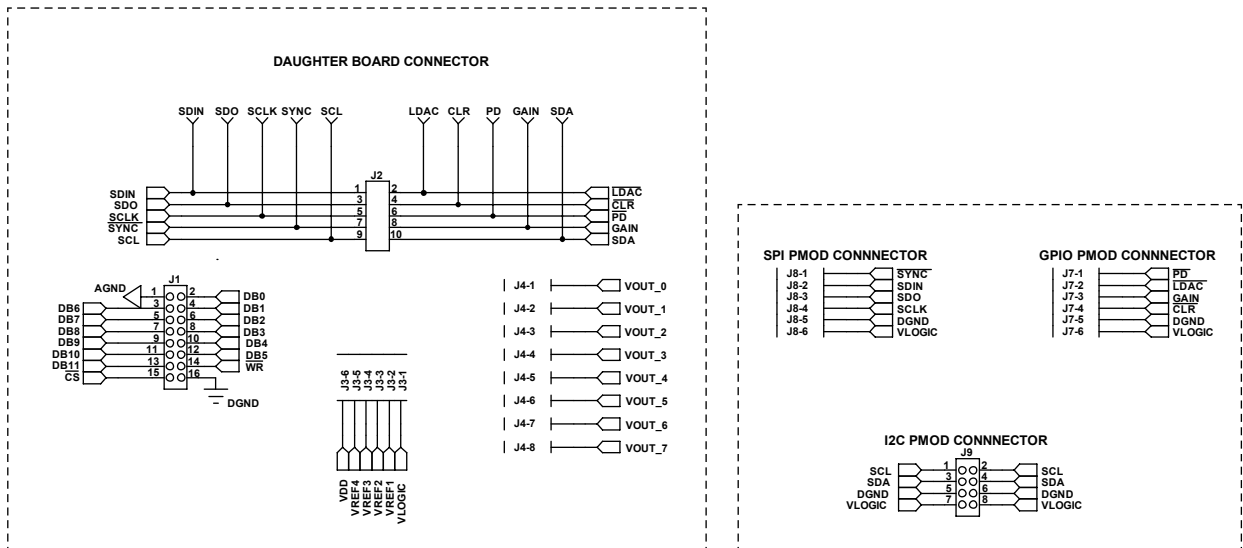 DAUGHTER BOARD CONNECTOR
SDIN SDO SCLK SYNC SCL LDAC CLR PD GAIN SDA
J2
SDIN 1 2 LDAC
SDO 3 4 CLR
SCLK 5 6 PD
SYNC 7 8 GAIN
SCL 9 10 SDA
J1
AGND 1 2 DB0
DB6 3 4 DB1
DB7 5 6 DB2
DB8 7 8 DB3
DB9 9 10 DB4
DB10 11 12 DB5
DB11 13 14 WR
CS 15 16
DGND
J3-6 J3-5 J3-4 J3-3 J3-2 J3-1
VDD VREF4 VREF3 VREF2 VREF1 VLOGIC
J4-1 VOUT_0
J4-2 VOUT_1
J4-3 VOUT_2
J4-4 VOUT_3
J4-5 VOUT_4
J4-6 VOUT_5
J4-7 VOUT_6
J4-8 VOUT_7
SPI PMOD CONNNECTOR
J8-1 SYNC
J8-2 SDIN
J8-3 SDO
J8-4 SCLK
J8-5 DGND
J8-6 VLOGIC
GPIO PMOD CONNNECTOR
J7-1 PD
J7-2 LDAC
J7-3 GAIN
J7-4 CLR
J7-5 DGND
J7-6 VLOGIC
I2C PMOD CONNNECTOR
J9
SCL 1 2 SCL
SDA 3 4 SDA
DGND 5 6 DGND
VLOGIC 7 8 VLOGIC